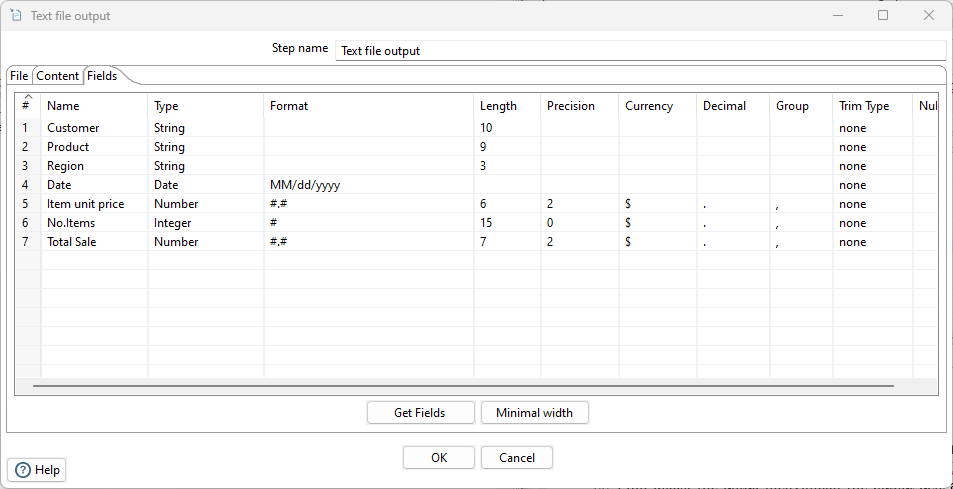 Text file output
Step name Text file output
File Content Fields
# Name Type Format Length Precision Currency Decimal Group Trim Type Nul
1 Customer String 10 none
2 Product String 9 none
3 Region String 3 none
4 Date Date MM/dd/yyyy none
5 Item unit price Number #.# 6 2 $ . , none
6 No.Items Integer # 15 0 $ . , none
7 Total Sale Number #.# 7 2 $ . , none
Get Fields Minimal width
OK Cancel
? Help